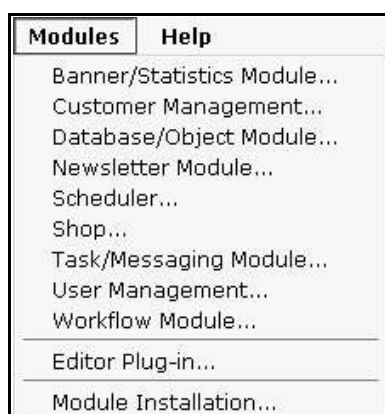 Modules Help
Banner/Statistics Module...
Customer Management...
Database/Object Module...
Newsletter Module...
Scheduler...
Shop...
Task/Messaging Module...
User Management...
Workflow Module...
Editor Plug-in...
Module Installation...